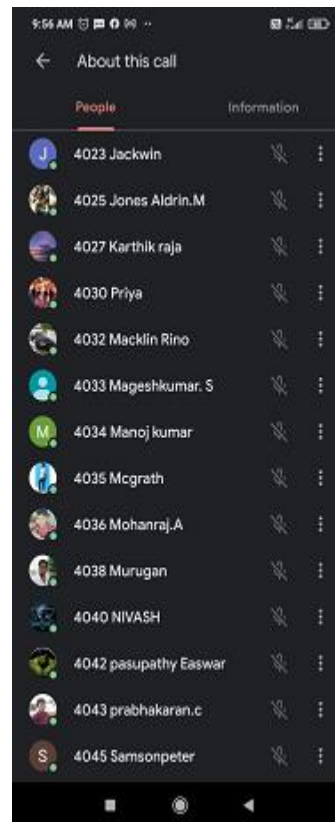 9:56 AM
About this call
People
Information
J
4023 Jackwin
4025 Jones Aldrin.M
4027 Karthik raja
4030 Priya
4032 Macklin Rino
4033 Mageshkumar. S
M
4034 Manoj kumar
4035 Mcgrath
4036 Mohanraj.A
4038 Murugan
4040 NIVASH
4042 pasupathy Easwar
4043 prabhakaran.c
S
4045 Samsonpeter